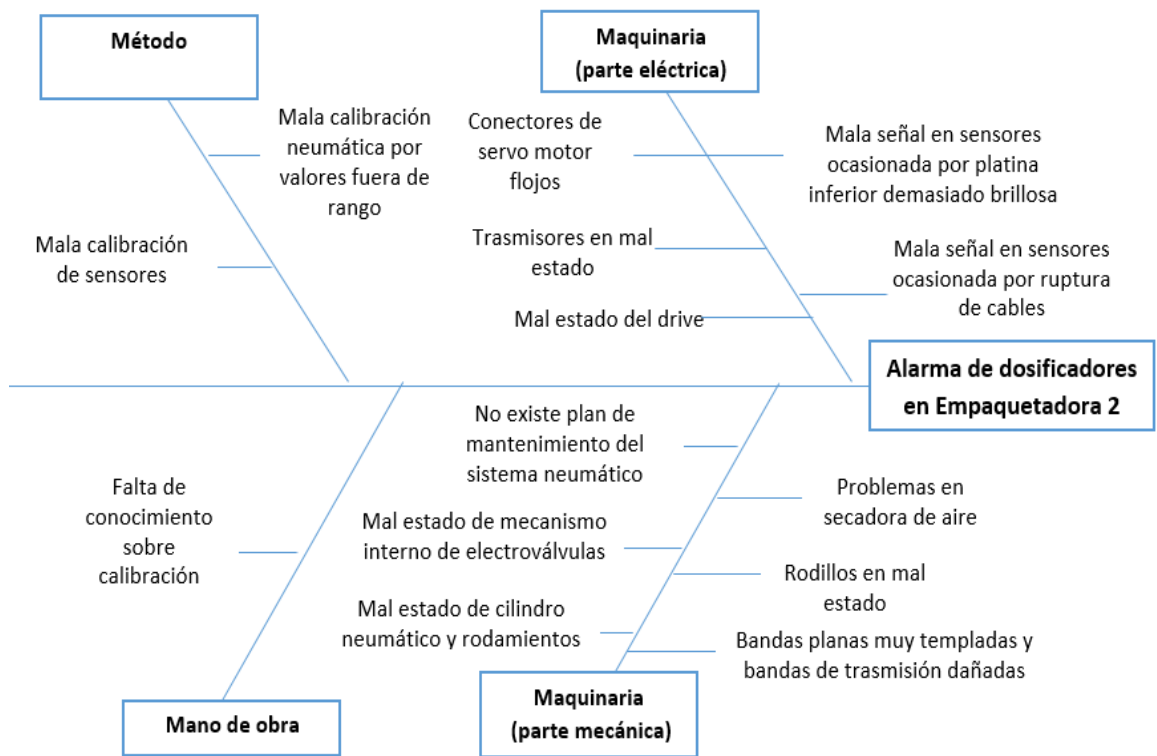 Método
Mala calibración
neumática por
valores fuera de
rango
Mala calibración
de sensores
Maquinaria
(parte eléctrica)
Conectores de
servo motor
flojos
Mala señal en sensores
ocasionada por platina
inferior demasiado brillosa
Trasmisores en mal
estado
Mala señal en sensores
ocasionada por ruptura
de cables
Mal estado del drive
Alarma de dosificadores
en Empaquetadora 2
Falta de
conocimiento
sobre
calibración
Mano de obra
No existe plan de
mantenimiento del
sistema neumático
Problemas en
secadora de aire
Mal estado de mecanismo
interno de electroválvulas
Rodillos en mal
estado
Mal estado de cilindro
neumático y rodamientos
Bandas planas muy templadas y
bandas de trasmisión dañadas
Maquinaria
(parte mecánica)